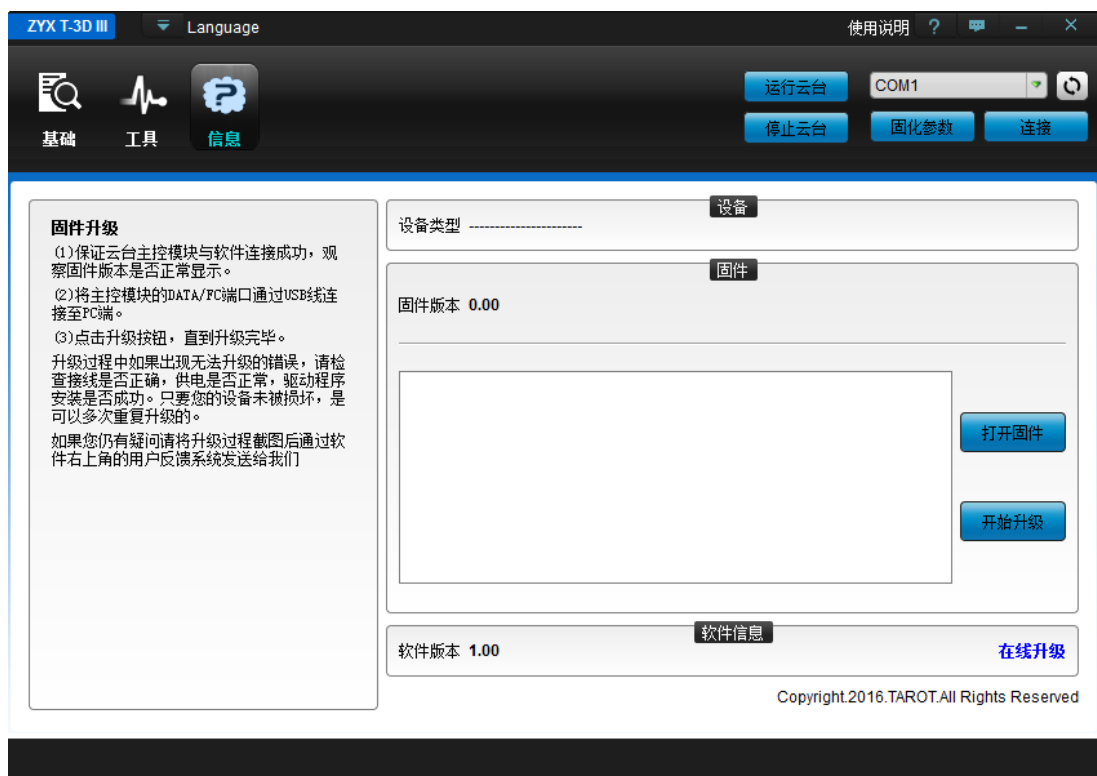 ZYX T-3D III
Language
使用说明 ?
基础
工具
信息
运行云台
COM1
停止云台
固化参数
连接
固件升级
(1)保证云台主控模块与软件连接成功，观
察固件版本是否正常显示。
(2)将主控模块的DATA/FC端口通过USB线连
接至PC端。
(3)点击升级按钮，直到升级完毕。
升级过程中如果出现无法升级的错误，请检
查接线是否正确，供电是否正常，驱动程序
安装是否成功。只要您的设备未被损坏，是
可以多次重复升级的。
如果您仍有疑问请将升级过程截图后通过软
件右上角的用户反馈系统发送给我们
设备
设备类型 ----------------------
固件
固件版本 0.00
打开固件
开始升级
软件信息
软件版本 1.00
在线升级
Copyright.2016.TAROT.All Rights Reserved